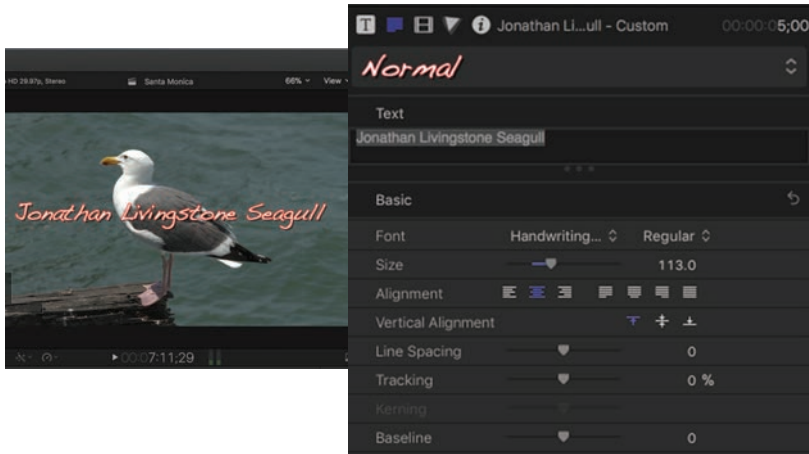 HD 29.97p, Stereo
Santa Monica
66%
View
Jonathan Livingstone Seagull
00:00:07:11;29
T
Jonathan Li...ull - Custom
00:00:05;00
Normal
Text
Jonathan Livingstone Seagull
Basic
Font Handwriting... Regular
Size 113.0
Alignment
Vertical Alignment
Line Spacing 0
Tracking 0 %
Kerning
Baseline 0